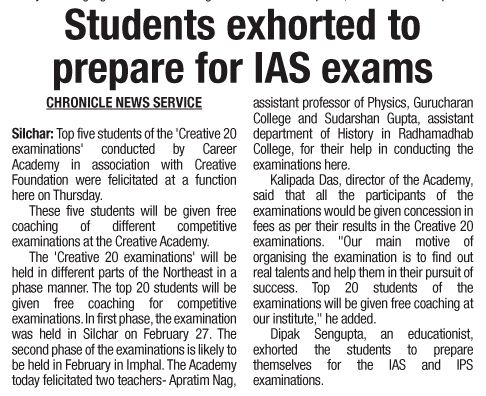 Students exhorted to
prepare for IAS exams
CHRONICLE NEWS SERVICE
Silchar: Top five students of the 'Creative 20
examinations' conducted by Career
Academy in association with Creative
Foundation were felicitated at a function
here on Thursday.
These five students will be given free
coaching of different competitive
examinations at the Creative Academy.
The 'Creative 20 examinations' will be
held in different parts of the Northeast in a
phase manner. The top 20 students will be
given free coaching for competitive
examinations. In first phase, the examination
was held in Silchar on February 27. The
second phase of the examinations is likely to
be held in February in Imphal. The Academy
today felicitated two teachers- Apratim Nag,
assistant professor of Physics, Gurucharan
College and Sudarshan Gupta, assistant
department of History in Radhamadhab
College, for their help in conducting the
examinations here.
Kalipada Das, director of the Academy,
said that all the participants of the
examinations would be given concession in
fees as per their results in the Creative 20
examinations. "Our main motive of
organising the examination is to find out
real talents and help them in their pursuit of
success. Top 20 students of the
examinations will be given free coaching at
our institute," he added.
Dipak Sengupta, an educationist,
exhorted the students to prepare
themselves for the IAS and IPS
examinations.